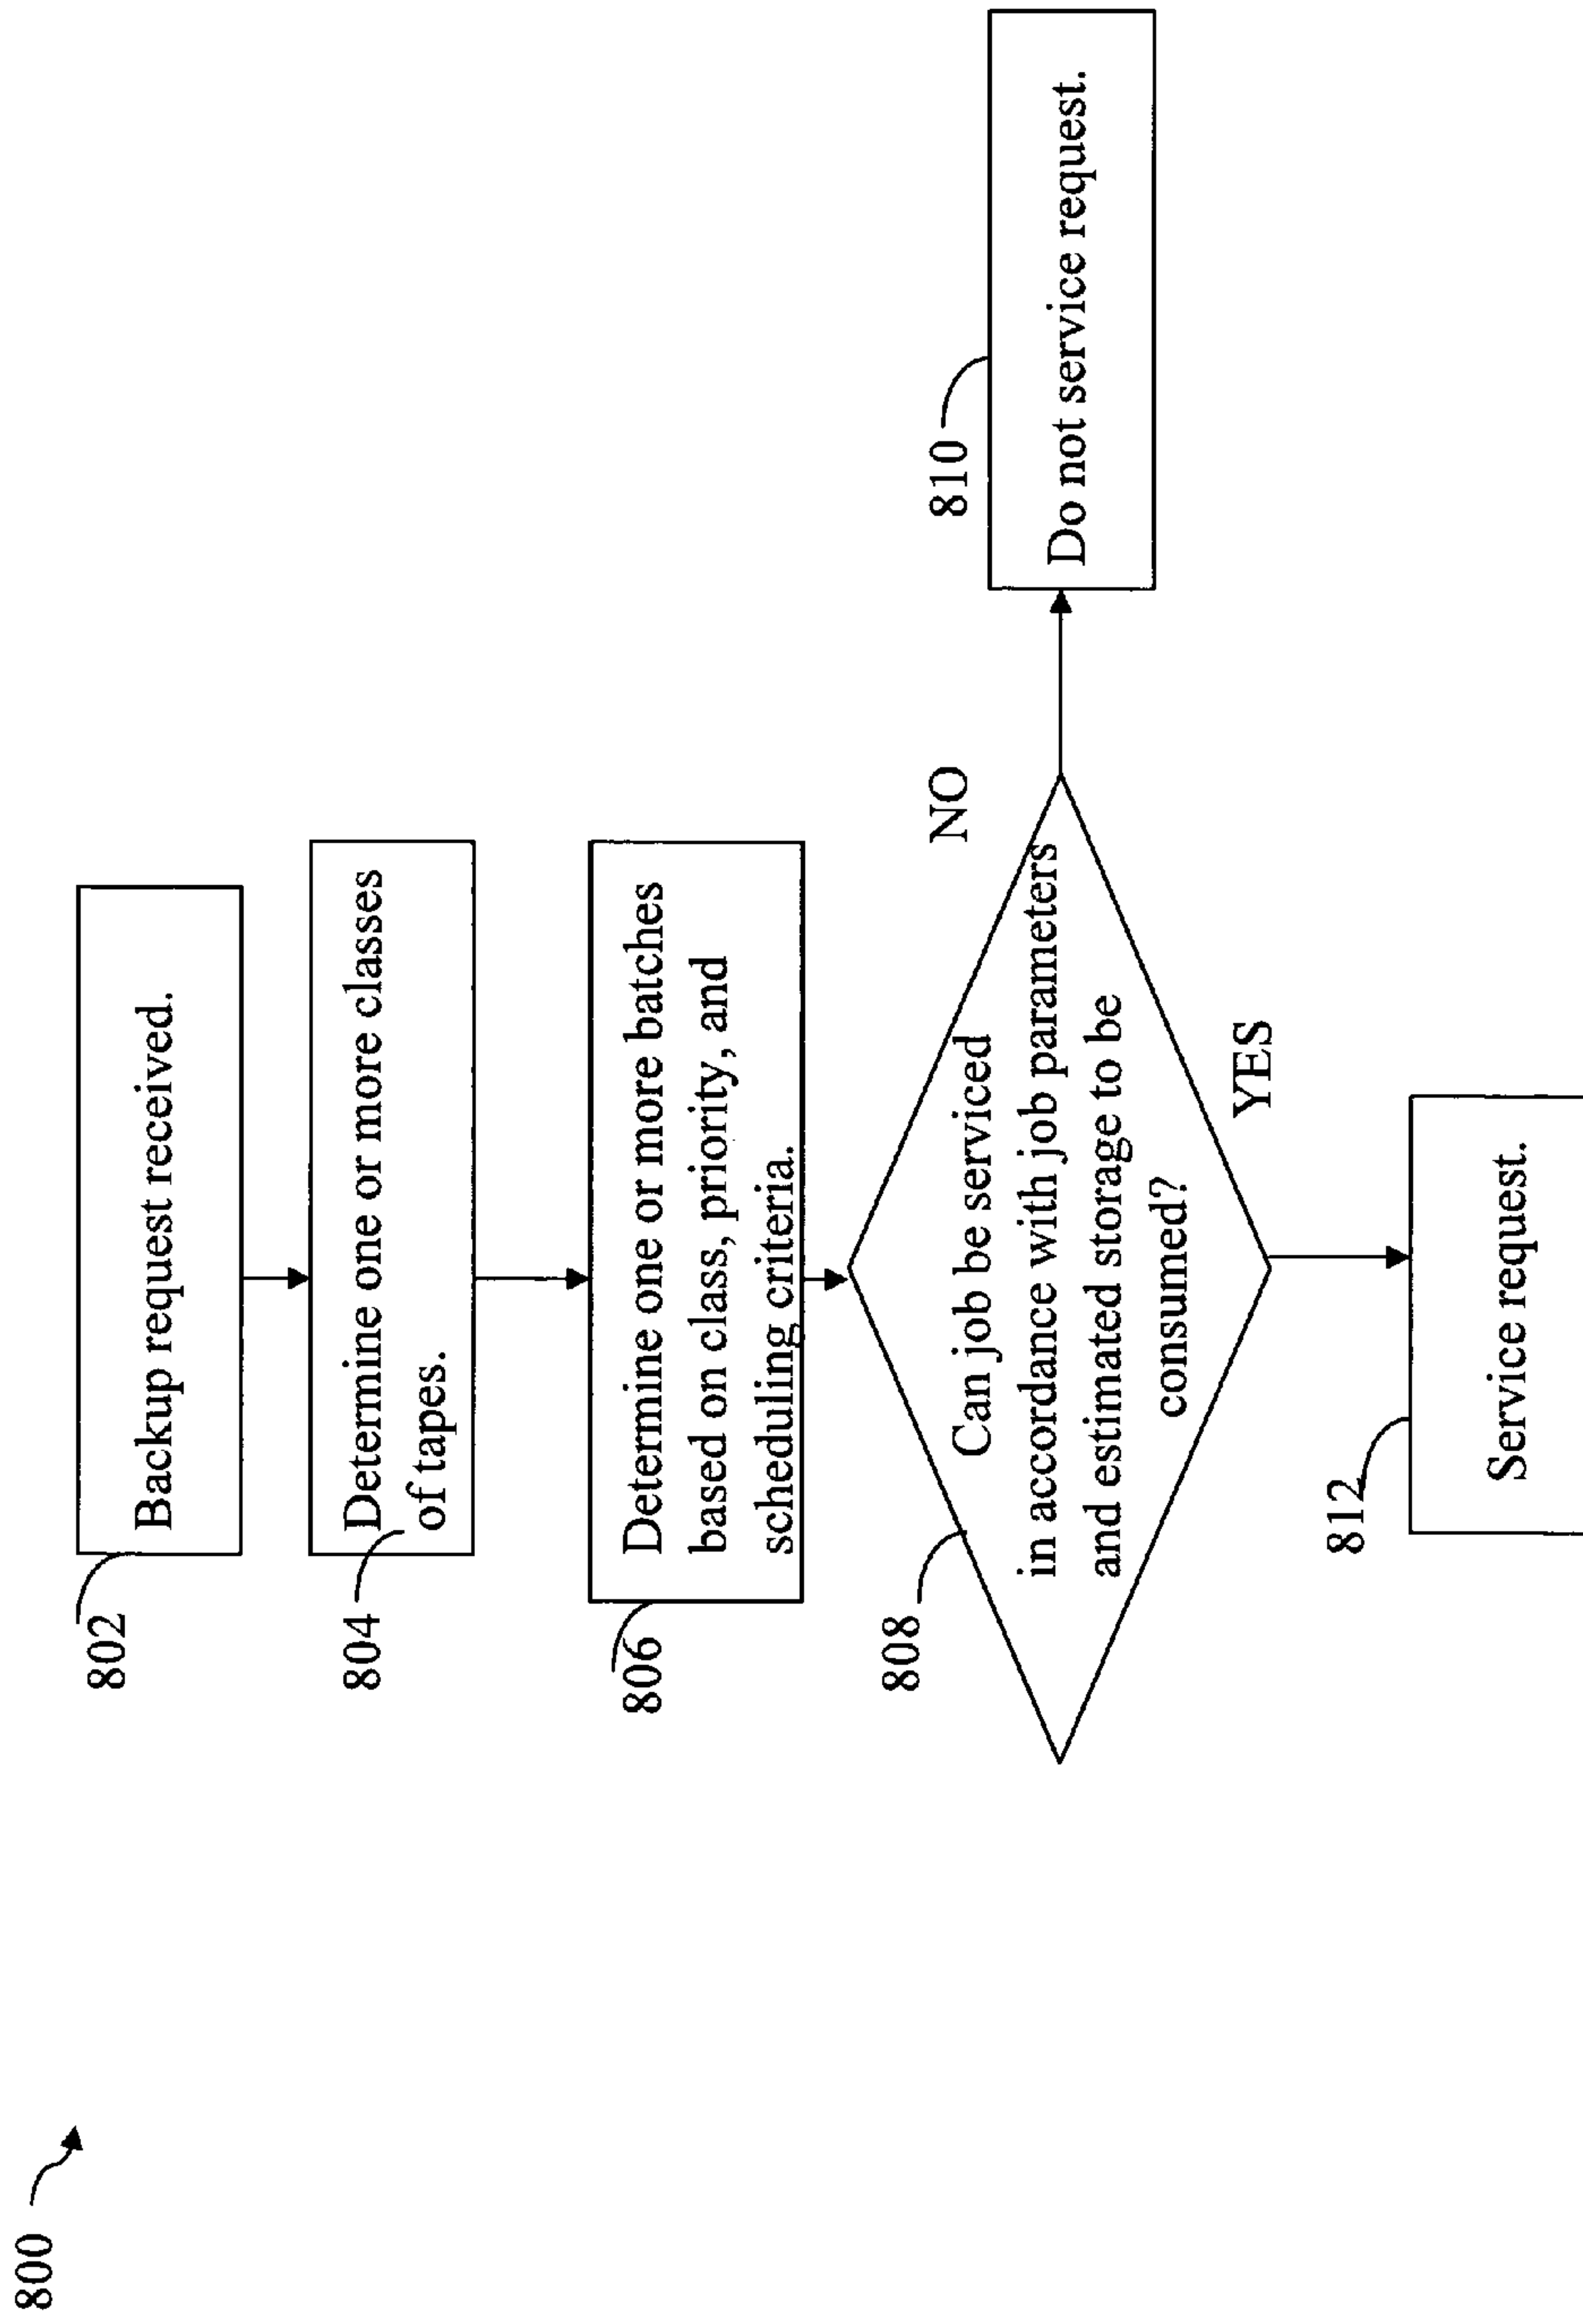 800
802
Backup request received.
804
Determine one or more classes
of tapes.
806
Determine one or more batches
based on class, priority, and
scheduling criteria.
808
Can job be serviced
in accordance with job parameters
and estimated storage to be
consumed?
NO
810
Do not service request.
YES
812
Service request.